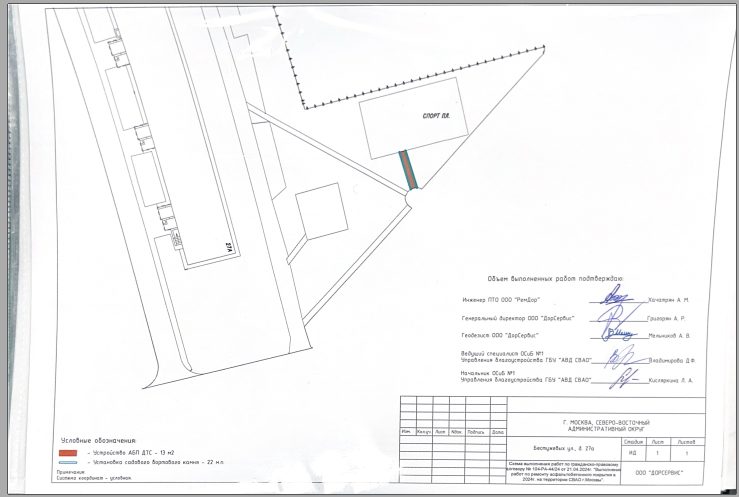 СПОРТ ПЛ.
27А
Объем выполненных работ подтверждаю:
Инженер ПТО ООО "РемДор" Хачатрян А. М.
Генеральный директор ООО "ДорСервис" Григорян А. Р.
Геодезист ООО "ДорСервис" Мельников А. В.
Ведущий специалист ОСиБ №1
Управления благоустройства ГБУ "АВД СВАО" Владимирова Д.Ф.
Начальник ОСиБ №1
Управления благоустройства ГБУ "АВД СВАО" Кислякина Л. А.
Условные обозначения:
- Устройство АБП ДТС - 13 м2
- Установка садового бортового камня - 22 м.п.
Примечание:
Система координат - условная.
Изм. Кол.уч. Лист №док. Подпись Дата
Г. МОСКВА, СЕВЕРО-ВОСТОЧНЫЙ
АДМИНИСТРАТИВНЫЙ ОКРУГ
Бестужевых ул., д. 27а
Стадия Лист Листов
ИД 1 1
Схема выполнения работ по гражданско-правовому
договору № 104-РА-44/24 от 21.04.2024г. "Выполнение
работ по ремонту асфальтобетонного покрытия в
2024г. на территории СВАО г.Москвы".
ООО "ДОРСЕРВИС"